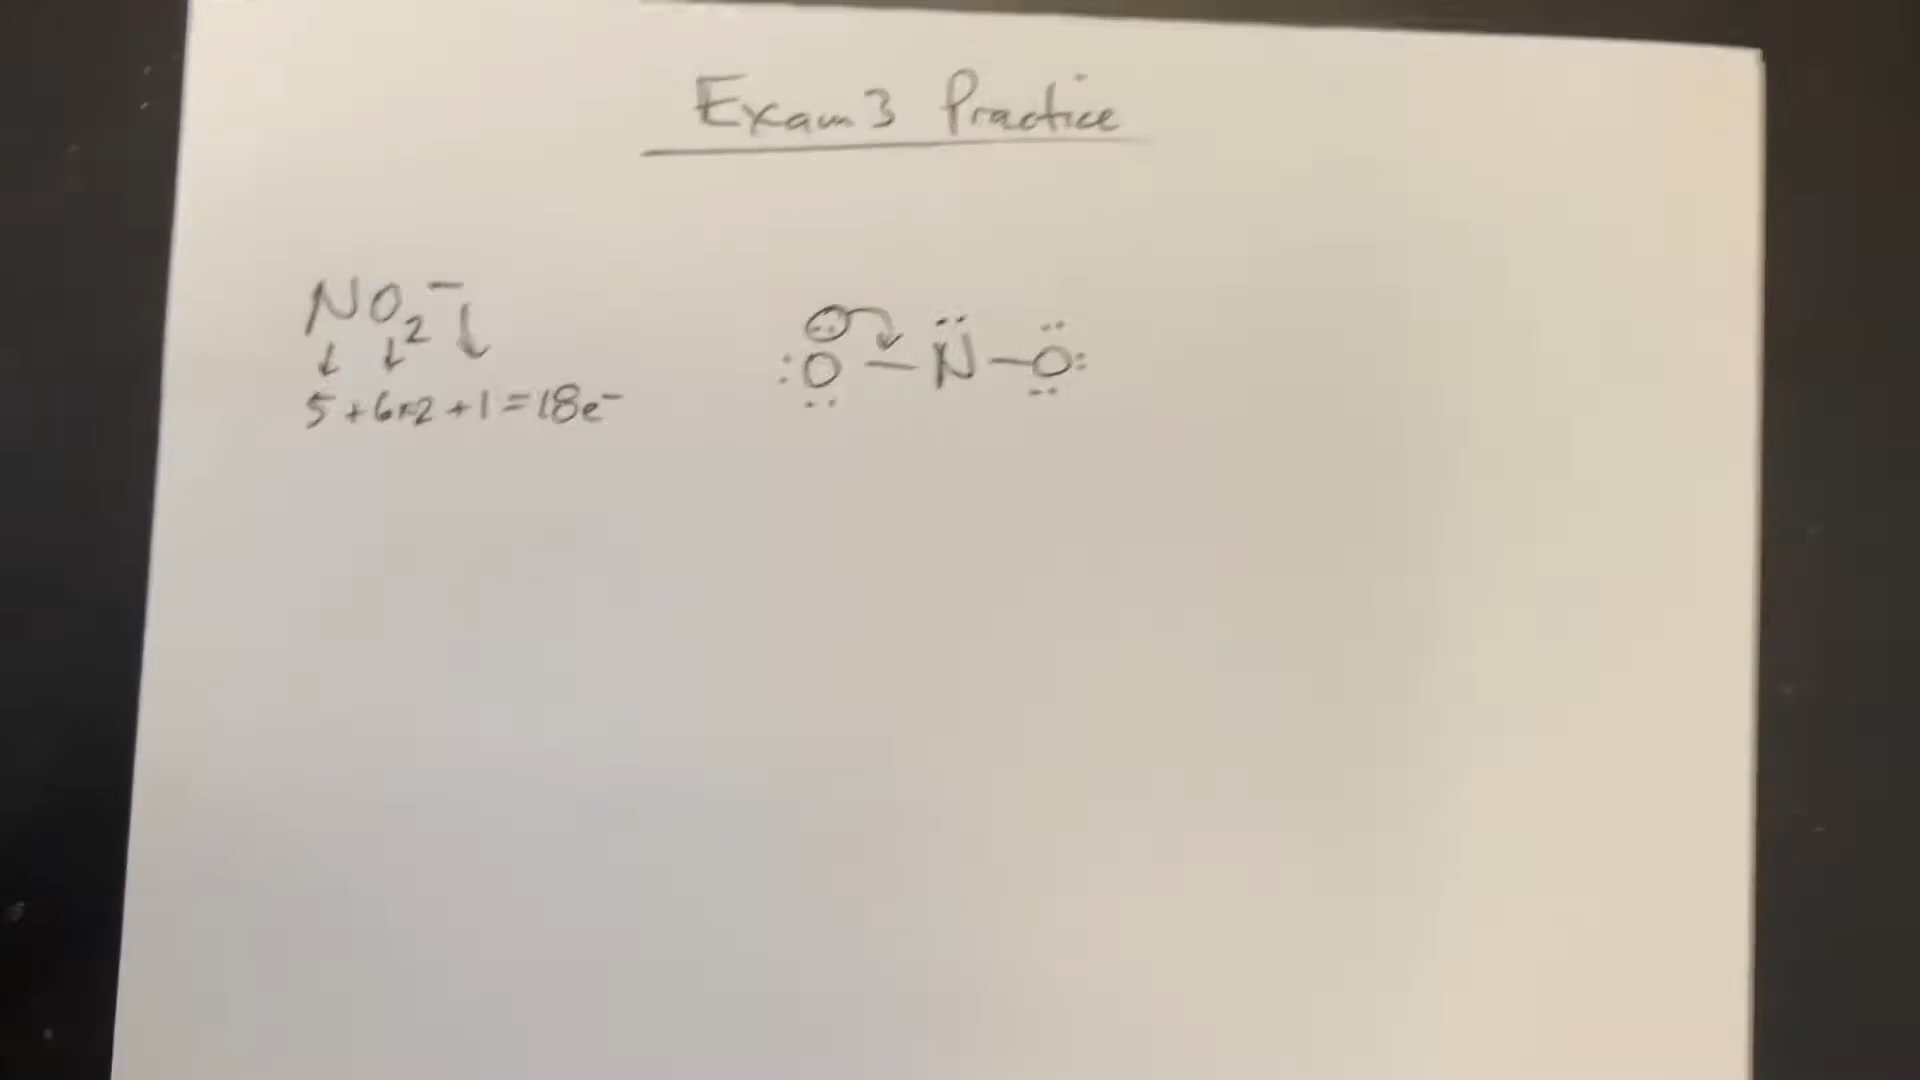 Exam 3 Practice
NO₂⁻
↓ ↓ ↓
5+6×2+1=18e⁻
:O—N—O: